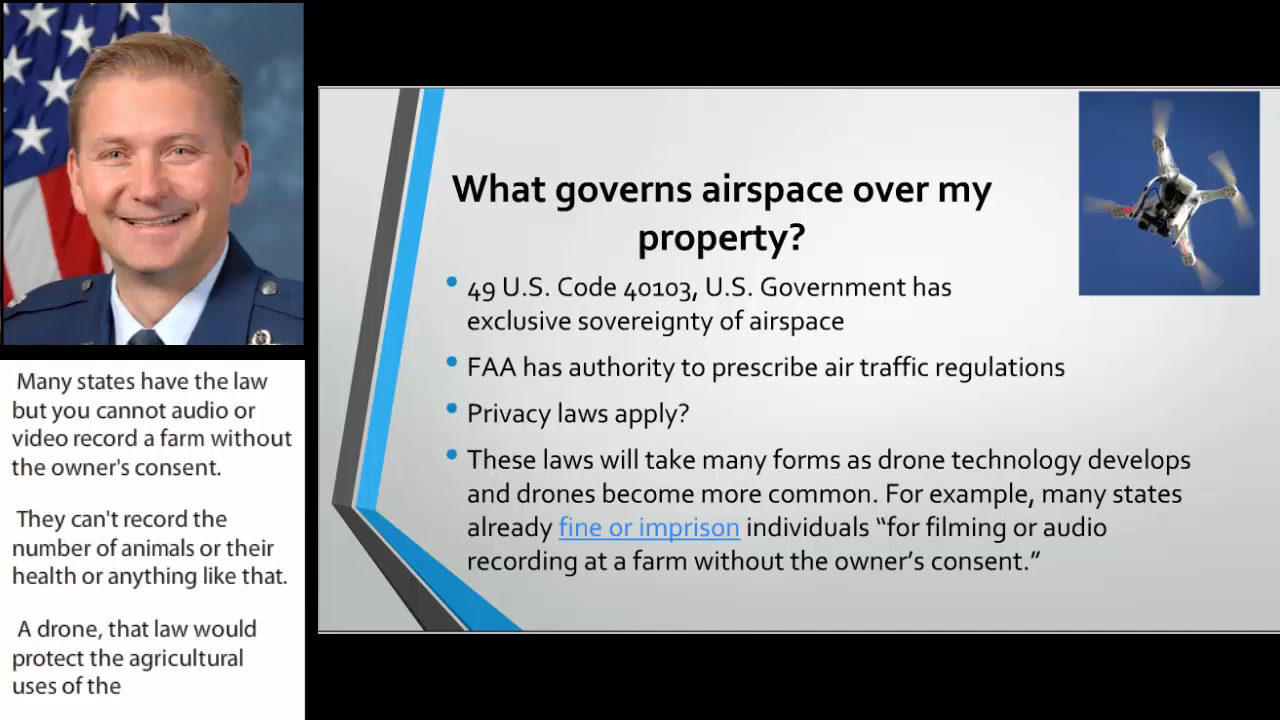 What governs airspace over my
property?
• 49 U.S. Code 40103, U.S. Government has
exclusive sovereignty of airspace
• FAA has authority to prescribe air traffic regulations
• Privacy laws apply?
• These laws will take many forms as drone technology develops
and drones become more common. For example, many states
already fine or imprison individuals “for filming or audio
recording at a farm without the owner’s consent.”
Many states have the law
but you cannot audio or
video record a farm without
the owner's consent.
They can't record the
number of animals or their
health or anything like that.
A drone, that law would
protect the agricultural
uses of the